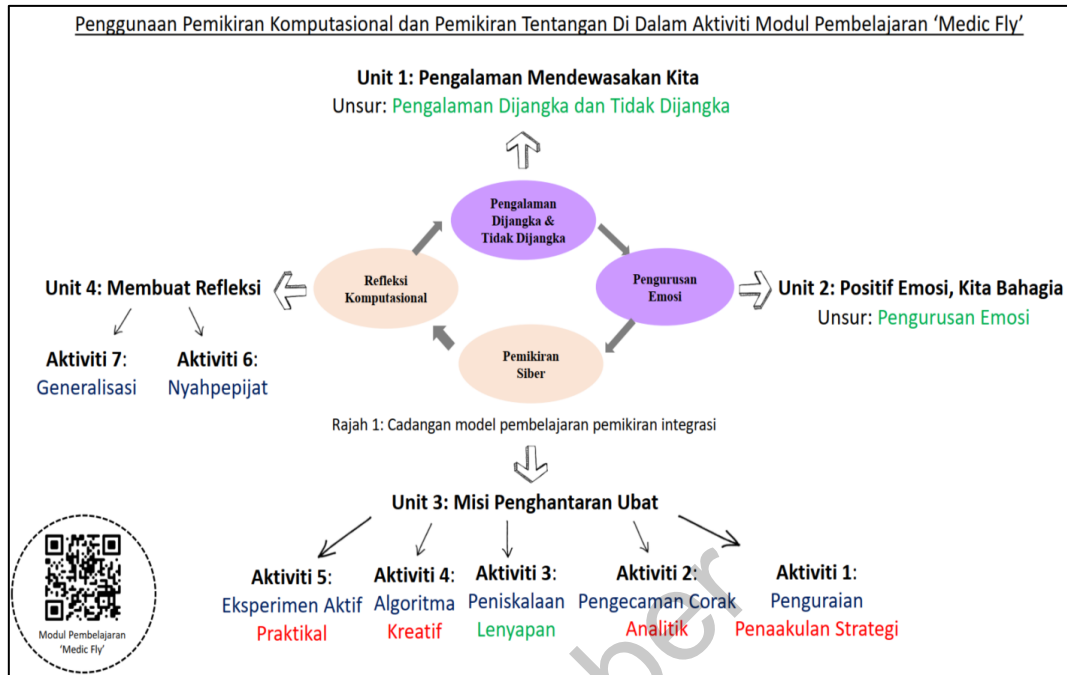 Penggunaan Pemikiran Komputasional dan Pemikiran Tentangan Di Dalam Aktiviti Modul Pembelajaran ‘Medic Fly’
Unit 1: Pengalaman Mendewasakan Kita
Unsur: Pengalaman Dijangka dan Tidak Dijangka
Pengalaman
Dijangka &
Tidak Dijangka
Pengurusan
Emosi
Unit 2: Positif Emosi, Kita Bahagia
Unsur: Pengurusan Emosi
Pemikiran
Siber
Refleksi
Komputasional
Unit 4: Membuat Refleksi
Aktiviti 7:
Generalisasi
Aktiviti 6:
Nyahpepijat
Rajah 1: Cadangan model pembelajaran pemikiran integrasi
Unit 3: Misi Penghantaran Ubat
Aktiviti 5:
Eksperimen Aktif
Praktikal
Aktiviti 4:
Algoritma
Kreatif
Aktiviti 3:
Peniskalaan
Lenyapan
Aktiviti 2:
Pengecaman Corak
Analitik
Aktiviti 1:
Penguraian
Penaakulan Strategi
Modul Pembelajaran
‘Medic Fly’
ber